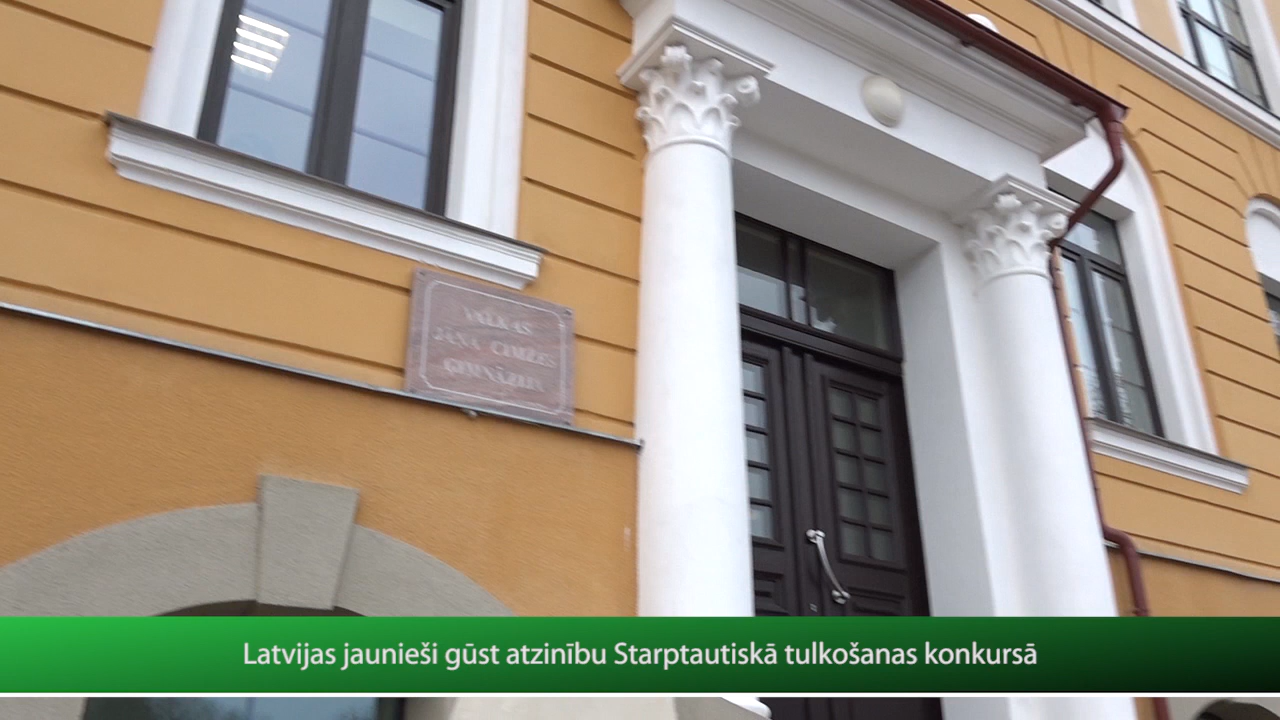 VALKAS
JĀŅA CIMZES
ĢIMNĀZIJA
Latvijas jaunieši gūst atzinību Starptautiskā tulkošanas konkursā